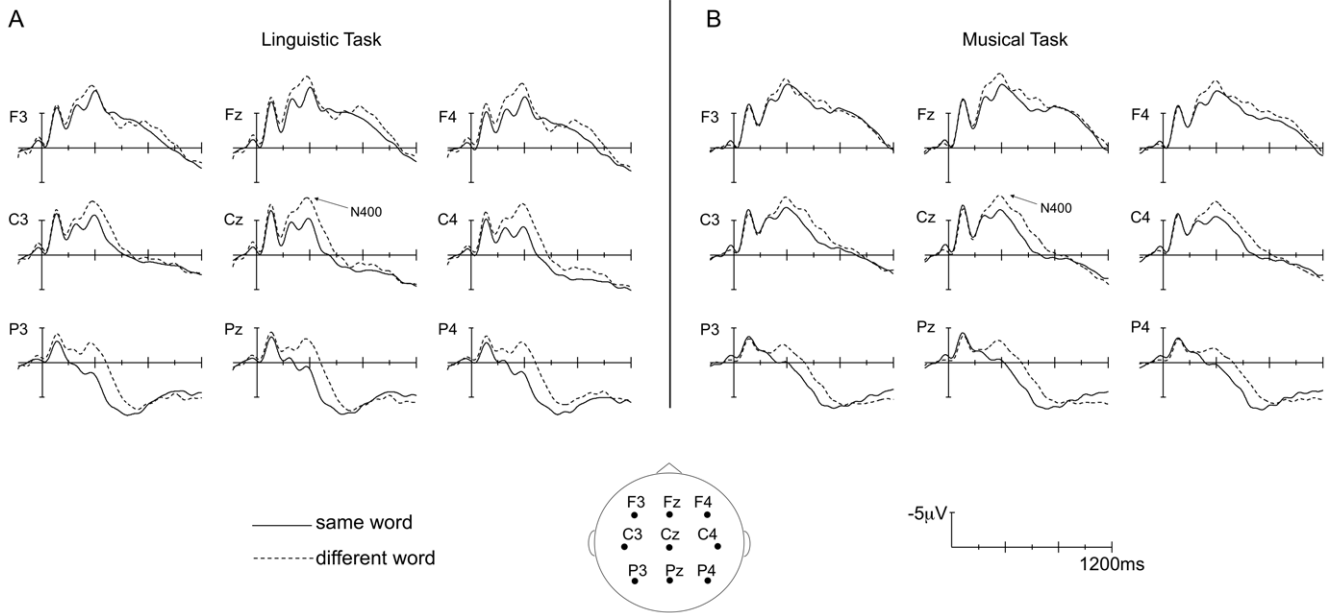 A
Linguistic Task
F3 Fz F4
C3 Cz C4
N400
P3 Pz P4
B
Musical Task
F3 Fz F4
C3 Cz C4
N400
P3 Pz P4
same word
different word
F3 Fz F4
C3 Cz C4
P3 Pz P4
-5μV
1200ms